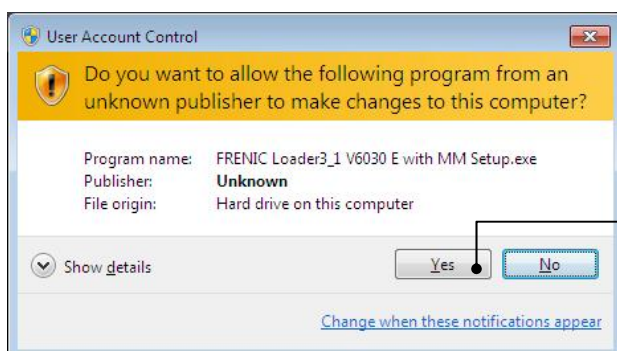 User Account Control
Do you want to allow the following program from an
unknown publisher to make changes to this computer?
Program name: FRENIC Loader3_1 V6030 E with MM Setup.exe
Publisher: Unknown
File origin: Hard drive on this computer
Show details
Yes
No
Change when these notifications appear